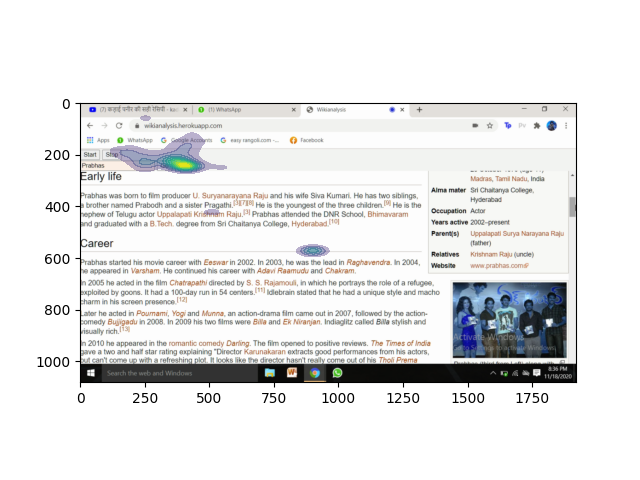 0
200
400
600
800
1000
0 250 500 750 1000 1250 1500 1750
(7) कढ़ाई पनीर की सही रेसिपी - ka
(1) WhatsApp
Wikianalysis
wikianalysis.herokuapp.com
Apps WhatsApp Google Accounts easy rangoli.com -... Facebook
Start Stop
Prabhas
Early life
Prabhas was born to film producer U. Suryanarayana Raju and his wife Siva Kumari. He has two siblings,
a brother named Prabodh and a sister Pragathi.[3][7][8] He is the youngest of the three children.[9] He is the
nephew of Telugu actor Uppalapati Krishnam Raju.[3] Prabhas attended the DNR School, Bhimavaram
and graduated with a B.Tech. degree from Sri Chaitanya College, Hyderabad.[10]
Career
Prabhas started his movie career with Eeswar in 2002. In 2003, he was the lead in Raghavendra. In 2004,
he appeared in Varsham. He continued his career with Adavi Raamudu and Chakram.
In 2005 he acted in the film Chatrapathi directed by S. S. Rajamouli, in which he portrays the role of a refugee,
exploited by goons. It had a 100-day run in 54 centers.[11] Idlebrain stated that he had a unique style and macho
charm in his screen presence.[12]
Later he acted in Pournami, Yogi and Munna, an action-drama film came out in 2007, followed by the action-
comedy Bujjigadu in 2008. In 2009 his two films were Billa and Ek Niranjan. Indiaglitz called Billa stylish and
visually rich.[13]
In 2010 he appeared in the romantic comedy Darling. The film opened to positive reviews. The Times of India
gave a two and half star rating explaining "Director Karunakaran extracts good performances from his actors,
but can't come up with a refreshing plot. It looks like the director hasn't really come out of his Tholi Prema
Madras, Tamil Nadu, India
Alma mater Sri Chaitanya College,
Hyderabad
Occupation Actor
Years active 2002–present
Parent(s) Uppalapati Surya Narayana Raju
(father)
Relatives Krishnam Raju (uncle)
Website www.prabhas.com
Activate Windows
Search the web and Windows
8:36 PM
11/18/2020